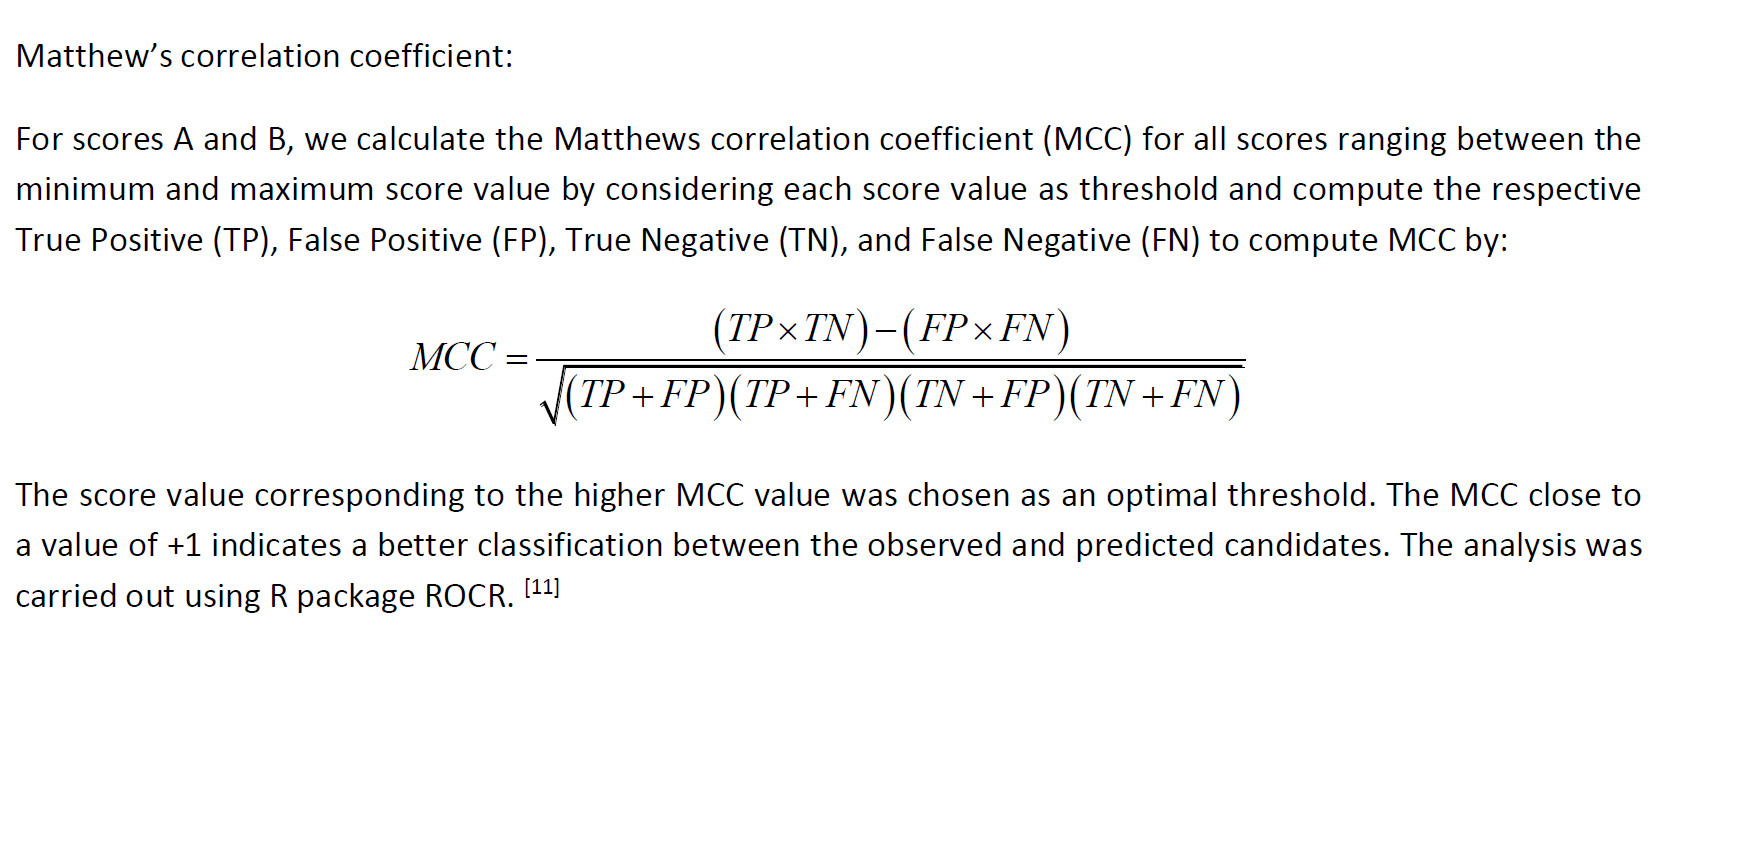 Matthew’s correlation coefficient:
For scores A and B, we calculate the Matthews correlation coefficient (MCC) for all scores ranging between the
minimum and maximum score value by considering each score value as threshold and compute the respective
True Positive (TP), False Positive (FP), True Negative (TN), and False Negative (FN) to compute MCC by:
MCC = (TP×TN)−(FP×FN) / √(TP+FP)(TP+FN)(TN+FP)(TN+FN)
The score value corresponding to the higher MCC value was chosen as an optimal threshold. The MCC close to
a value of +1 indicates a better classification between the observed and predicted candidates. The analysis was
carried out using R package ROCR. [11]